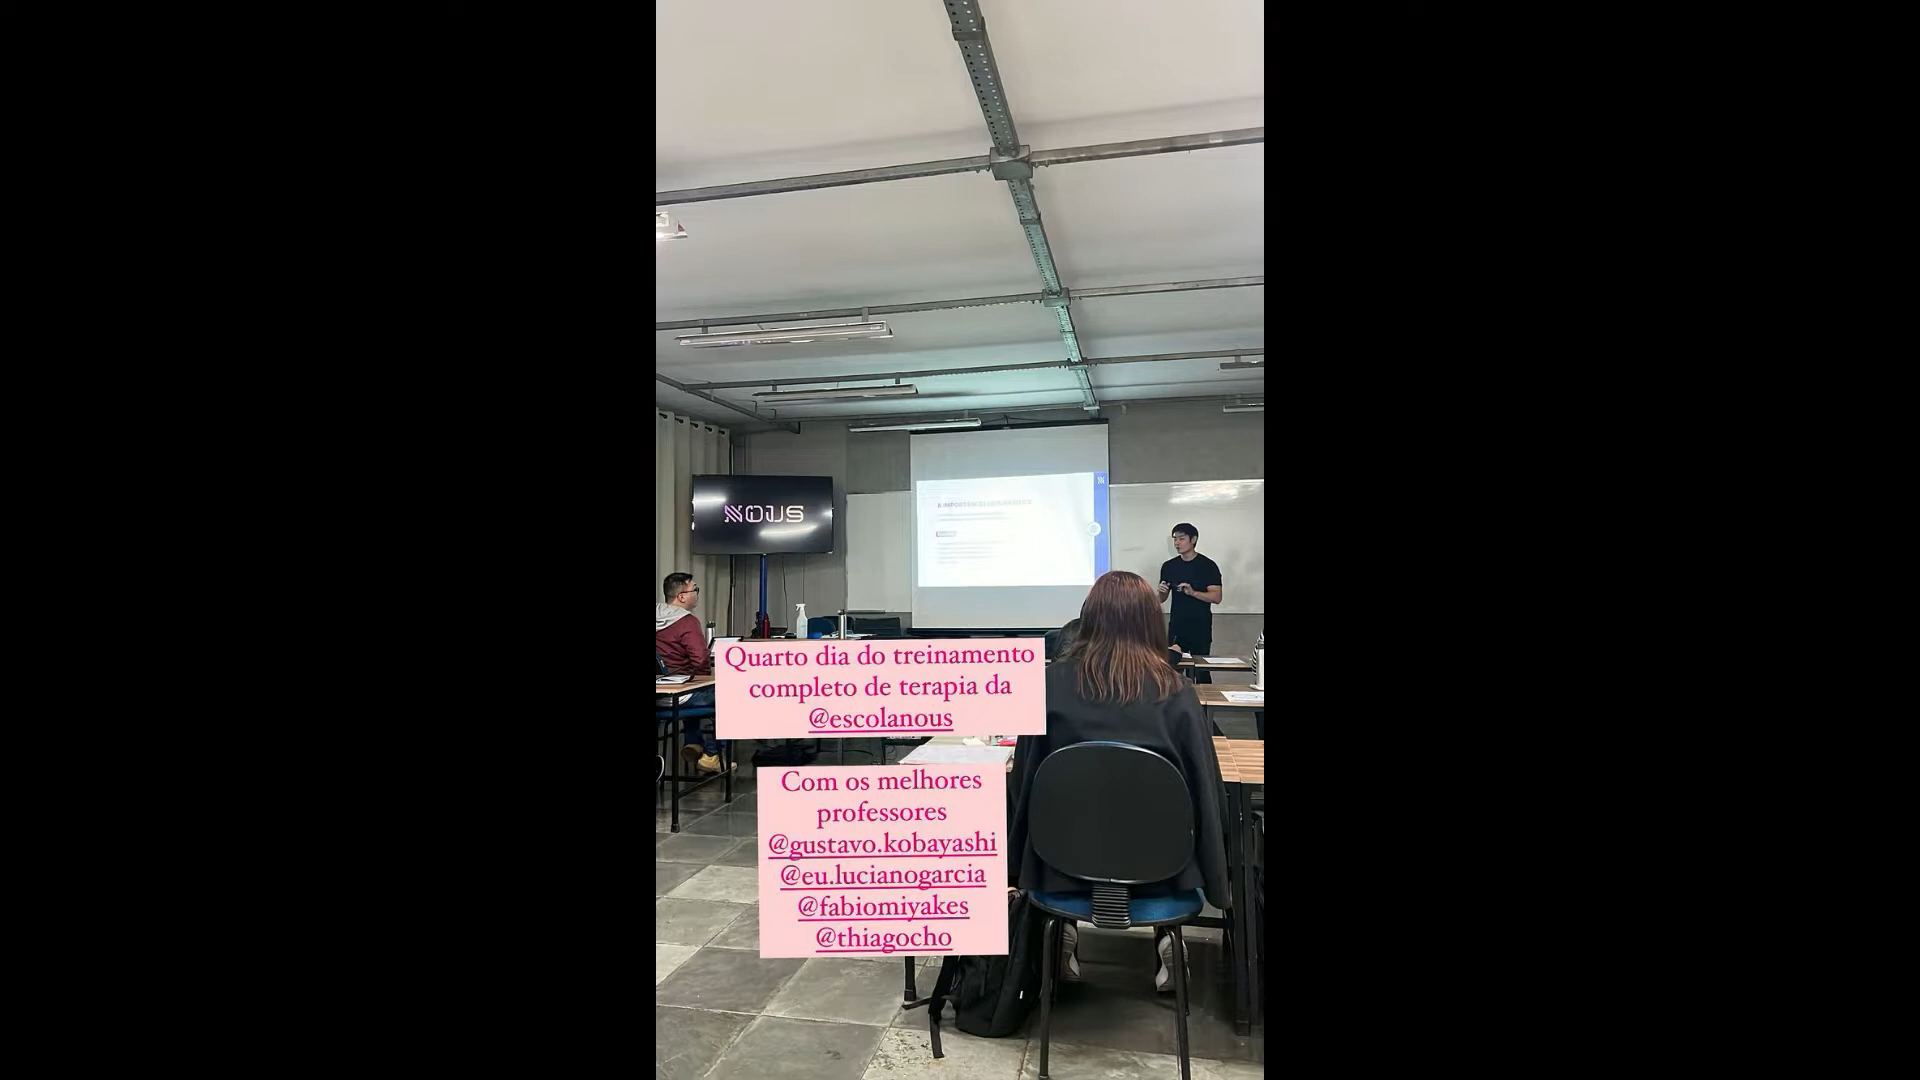 NOUS
Quarto dia do treinamento
completo de terapia da
@escolanous
Com os melhores
professores
@gustavo.kobayashi
@eu.lucianogarcia
@fabiomiyakes
@thiagocho